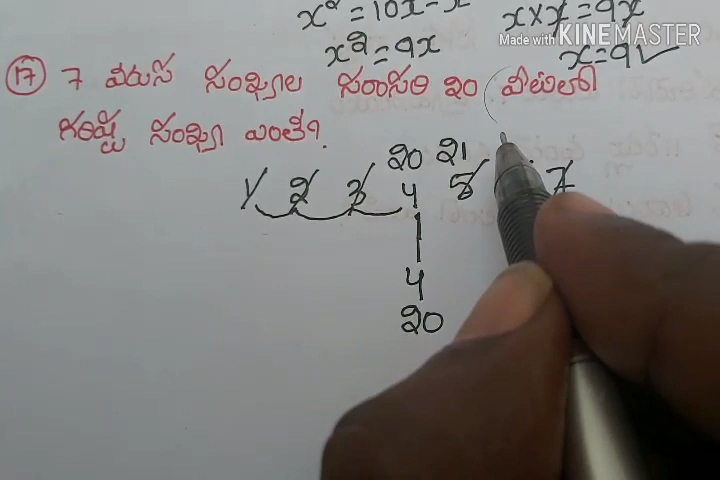 x² = 10x - x
x × x = 9x
Made with KINEMASTER
x² = 9x
x = 9 ✓
17 7 వరుస సంఖ్యల సరాసరి 20 వీటిలో
గరిష్ట సంఖ్య ఎంత?
20 21
1 2 3 4 5 7
4
20